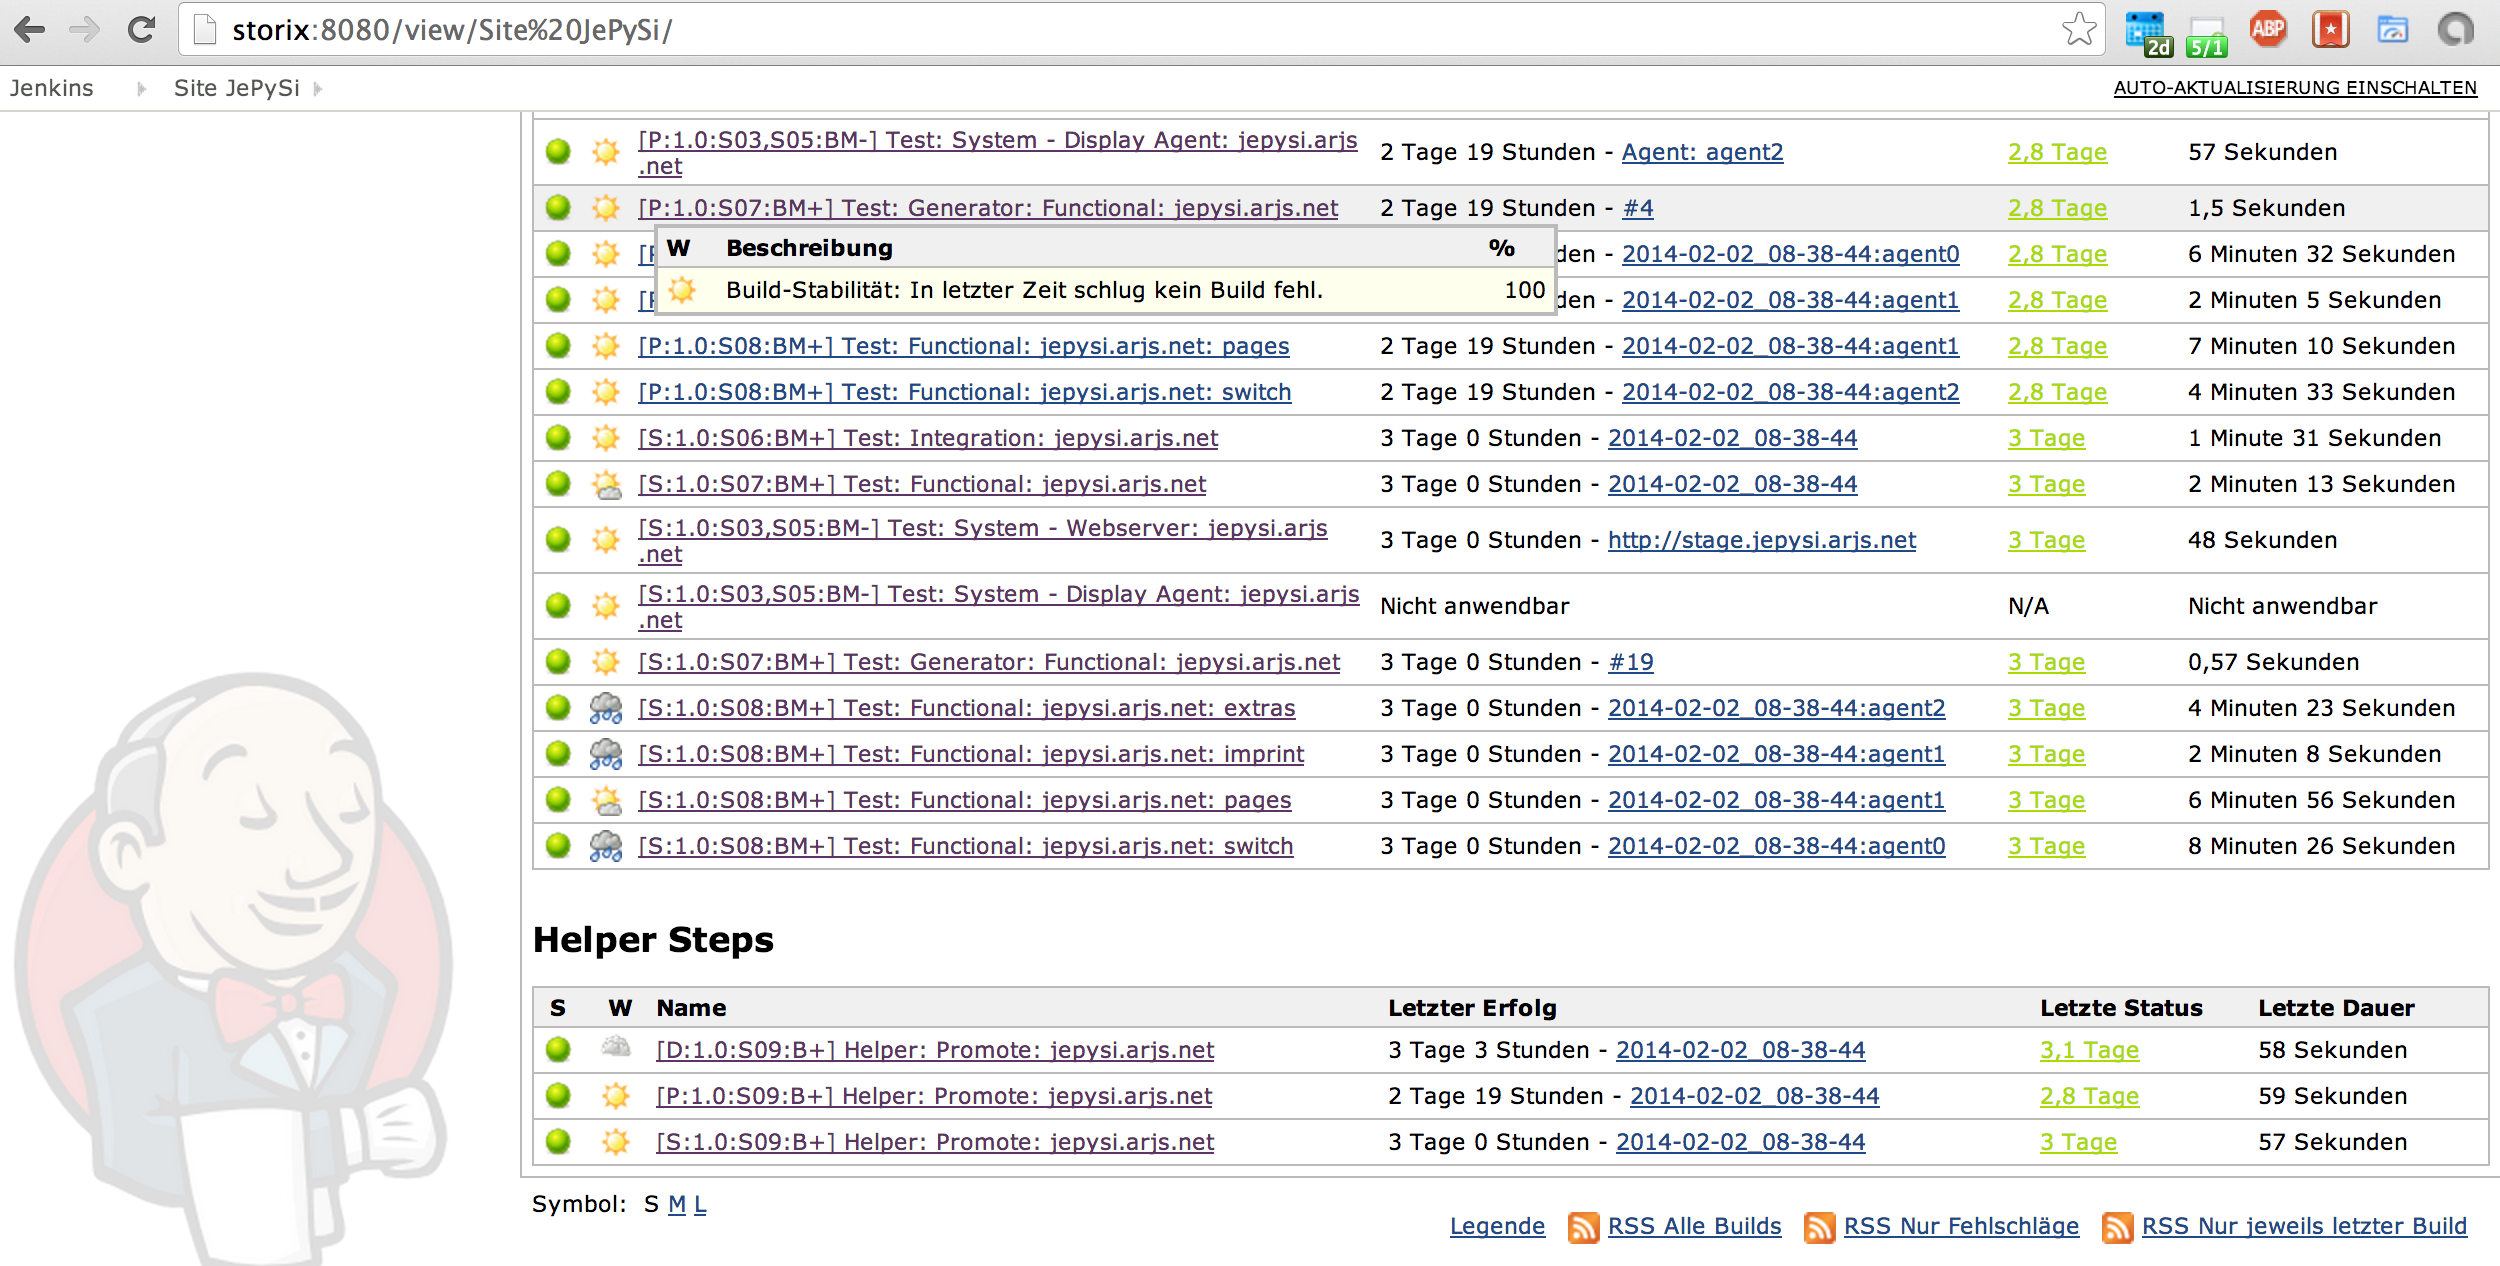 storix:8080/view/Site%20JePySi/
2d
5/1
ABP
Jenkins Site JePySi AUTO-AKTUALISIERUNG EINSCHALTEN
[P:1.0:S03,S05:BM-] Test: System - Display Agent: jepysi.arjs
.net 2 Tage 19 Stunden - Agent: agent2 2,8 Tage 57 Sekunden
[P:1.0:S07:BM+] Test: Generator: Functional: jepysi.arjs.net 2 Tage 19 Stunden - #4 2,8 Tage 1,5 Sekunden
W Beschreibung %
Build-Stabilität: In letzter Zeit schlug kein Build fehl. 100
den - 2014-02-02_08-38-44:agent0 2,8 Tage 6 Minuten 32 Sekunden
den - 2014-02-02_08-38-44:agent1 2,8 Tage 2 Minuten 5 Sekunden
[P:1.0:S08:BM+] Test: Functional: jepysi.arjs.net: pages 2 Tage 19 Stunden - 2014-02-02_08-38-44:agent1 2,8 Tage 7 Minuten 10 Sekunden
[P:1.0:S08:BM+] Test: Functional: jepysi.arjs.net: switch 2 Tage 19 Stunden - 2014-02-02_08-38-44:agent2 2,8 Tage 4 Minuten 33 Sekunden
[S:1.0:S06:BM+] Test: Integration: jepysi.arjs.net 3 Tage 0 Stunden - 2014-02-02_08-38-44 3 Tage 1 Minute 31 Sekunden
[S:1.0:S07:BM+] Test: Functional: jepysi.arjs.net 3 Tage 0 Stunden - 2014-02-02_08-38-44 3 Tage 2 Minuten 13 Sekunden
[S:1.0:S03,S05:BM-] Test: System - Webserver: jepysi.arjs
.net 3 Tage 0 Stunden - http://stage.jepysi.arjs.net 3 Tage 48 Sekunden
[S:1.0:S03,S05:BM-] Test: System - Display Agent: jepysi.arjs
.net Nicht anwendbar N/A Nicht anwendbar
[S:1.0:S07:BM+] Test: Generator: Functional: jepysi.arjs.net 3 Tage 0 Stunden - #19 3 Tage 0,57 Sekunden
[S:1.0:S08:BM+] Test: Functional: jepysi.arjs.net: extras 3 Tage 0 Stunden - 2014-02-02_08-38-44:agent2 3 Tage 4 Minuten 23 Sekunden
[S:1.0:S08:BM+] Test: Functional: jepysi.arjs.net: imprint 3 Tage 0 Stunden - 2014-02-02_08-38-44:agent1 3 Tage 2 Minuten 8 Sekunden
[S:1.0:S08:BM+] Test: Functional: jepysi.arjs.net: pages 3 Tage 0 Stunden - 2014-02-02_08-38-44:agent1 3 Tage 6 Minuten 56 Sekunden
[S:1.0:S08:BM+] Test: Functional: jepysi.arjs.net: switch 3 Tage 0 Stunden - 2014-02-02_08-38-44:agent0 3 Tage 8 Minuten 26 Sekunden
Helper Steps
S W Name Letzter Erfolg Letzte Status Letzte Dauer
[D:1.0:S09:B+] Helper: Promote: jepysi.arjs.net 3 Tage 3 Stunden - 2014-02-02_08-38-44 3,1 Tage 58 Sekunden
[P:1.0:S09:B+] Helper: Promote: jepysi.arjs.net 2 Tage 19 Stunden - 2014-02-02_08-38-44 2,8 Tage 59 Sekunden
[S:1.0:S09:B+] Helper: Promote: jepysi.arjs.net 3 Tage 0 Stunden - 2014-02-02_08-38-44 3 Tage 57 Sekunden
Symbol: S M L
Legende RSS Alle Builds RSS Nur Fehlschläge RSS Nur jeweils letzter Build